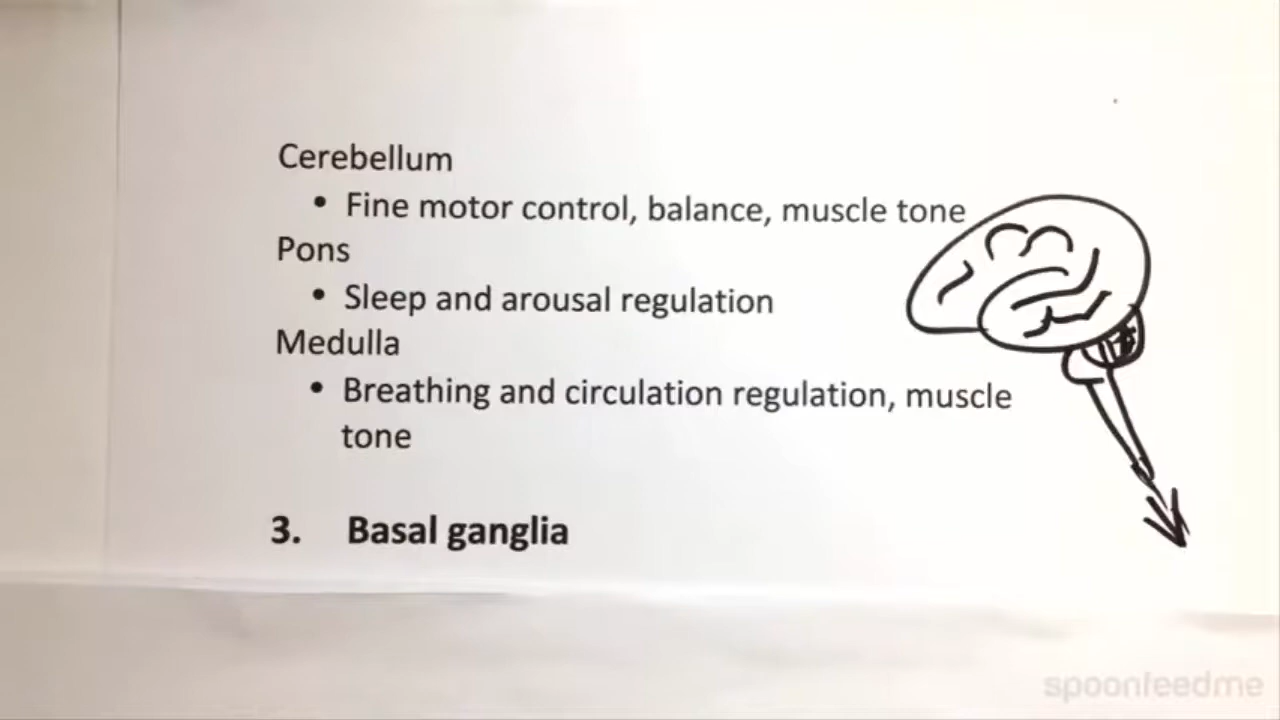 Cerebellum
• Fine motor control, balance, muscle tone
Pons
• Sleep and arousal regulation
Medulla
• Breathing and circulation regulation, muscle
tone
3. Basal ganglia
spoonfeedme